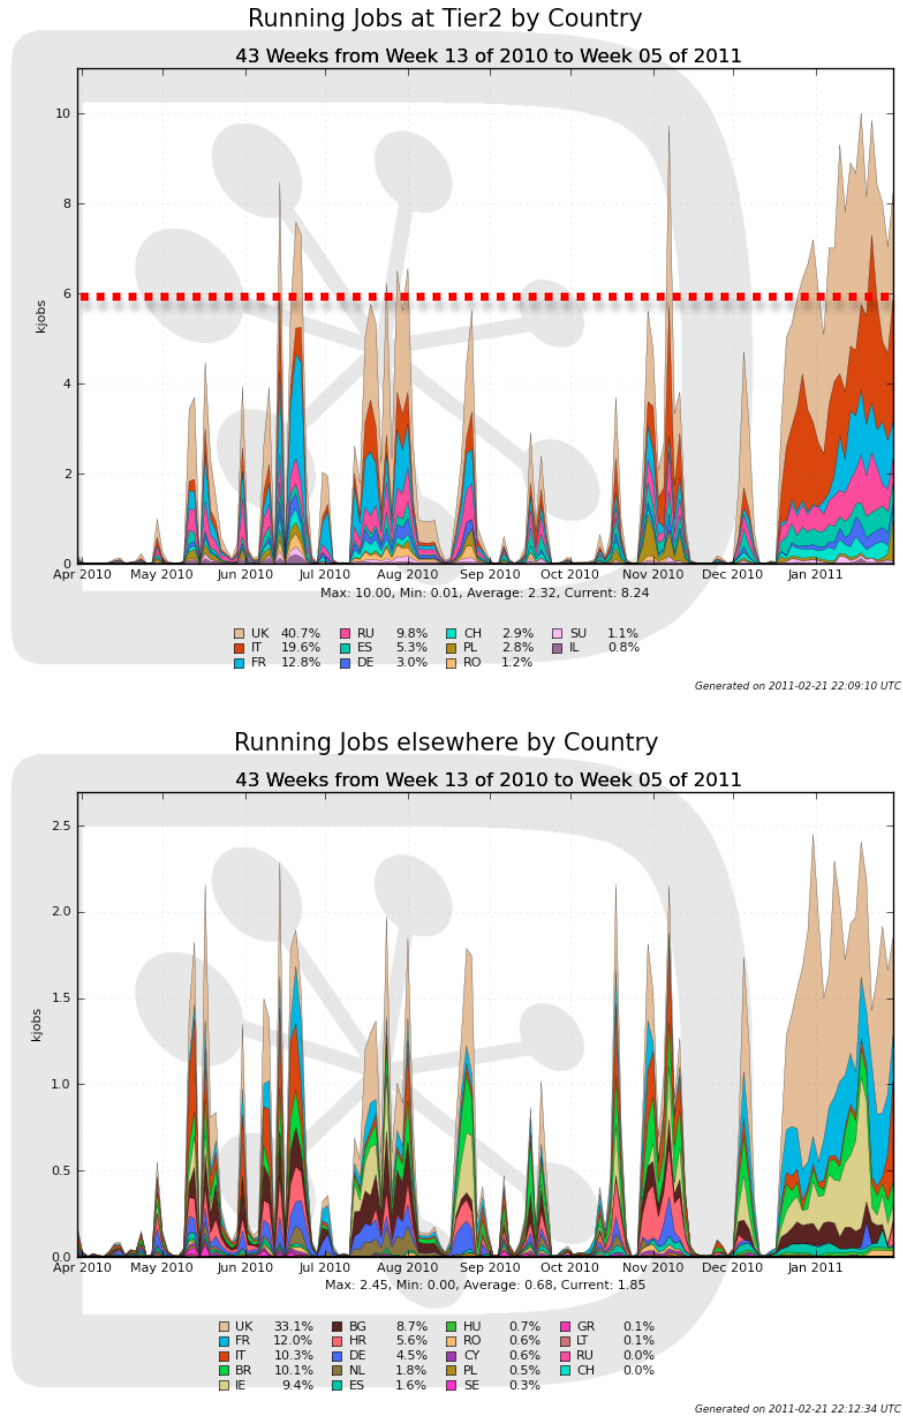 Running Jobs at Tier2 by Country
43 Weeks from Week 13 of 2010 to Week 05 of 2011
10
8
6
4
2
0
kjobs
Apr 2010 May 2010 Jun 2010 Jul 2010 Aug 2010 Sep 2010 Oct 2010 Nov 2010 Dec 2010 Jan 2011
Max: 10.00, Min: 0.01, Average: 2.32, Current: 8.24
UK 40.7% RU 9.8% CH 2.9% SU 1.1%
IT 19.6% ES 5.3% PL 2.8% IL 0.8%
FR 12.8% DE 3.0% RO 1.2%
Generated on 2011-02-21 22:09:10 UTC
Running Jobs elsewhere by Country
43 Weeks from Week 13 of 2010 to Week 05 of 2011
2.5
2.0
1.5
1.0
0.5
0.0
kjobs
Apr 2010 May 2010 Jun 2010 Jul 2010 Aug 2010 Sep 2010 Oct 2010 Nov 2010 Dec 2010 Jan 2011
Max: 2.45, Min: 0.00, Average: 0.68, Current: 1.85
UK 33.1% BG 8.7% HU 0.7% GR 0.1%
FR 12.0% HR 5.6% RO 0.6% LT 0.1%
IT 10.3% DE 4.5% CY 0.6% RU 0.0%
BR 10.1% NL 1.8% PL 0.5% CH 0.0%
IE 9.4% ES 1.6% SE 0.3%
Generated on 2011-02-21 22:12:34 UTC